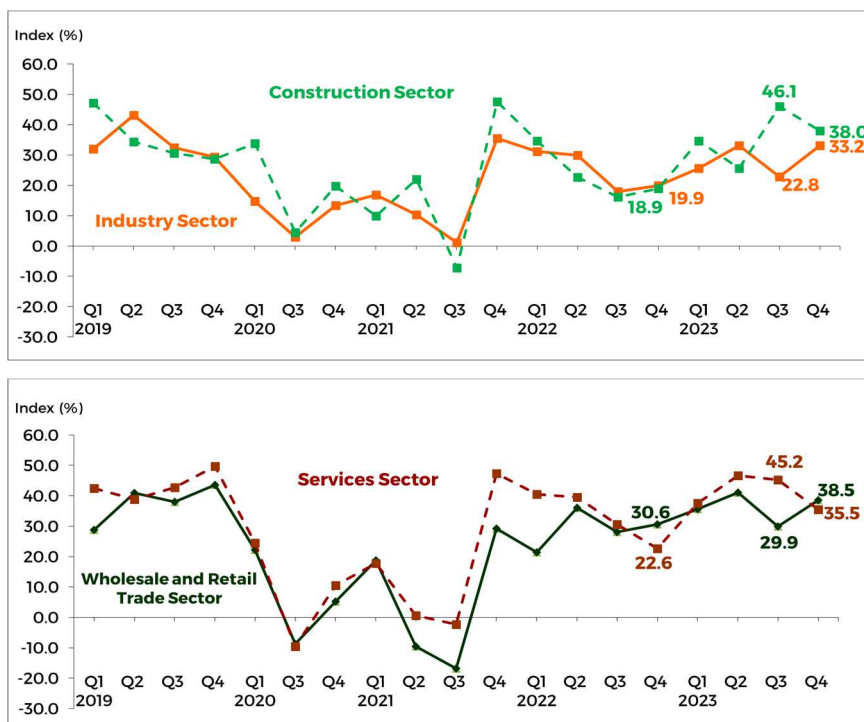 Index (%)
60.0
50.0
40.0
30.0
20.0
10.0
0.0
-10.0
-20.0
-30.0
Construction Sector
Industry Sector
46.1
38.0
33.2
22.8
19.9
18.9
Q1 Q2 Q3 Q4 Q1 Q3 Q4 Q1 Q2 Q3 Q4 Q1 Q2 Q3 Q4 Q1 Q2 Q3 Q4
2019 2020 2021 2022 2023
Index (%)
60.0
50.0
40.0
30.0
20.0
10.0
0.0
-10.0
-20.0
-30.0
Services Sector
Wholesale and Retail
Trade Sector
45.2
38.5
35.5
30.6
29.9
22.6
Q1 Q2 Q3 Q4 Q1 Q3 Q4 Q1 Q2 Q3 Q4 Q1 Q2 Q3 Q4 Q1 Q2 Q3 Q4
2019 2020 2021 2022 2023